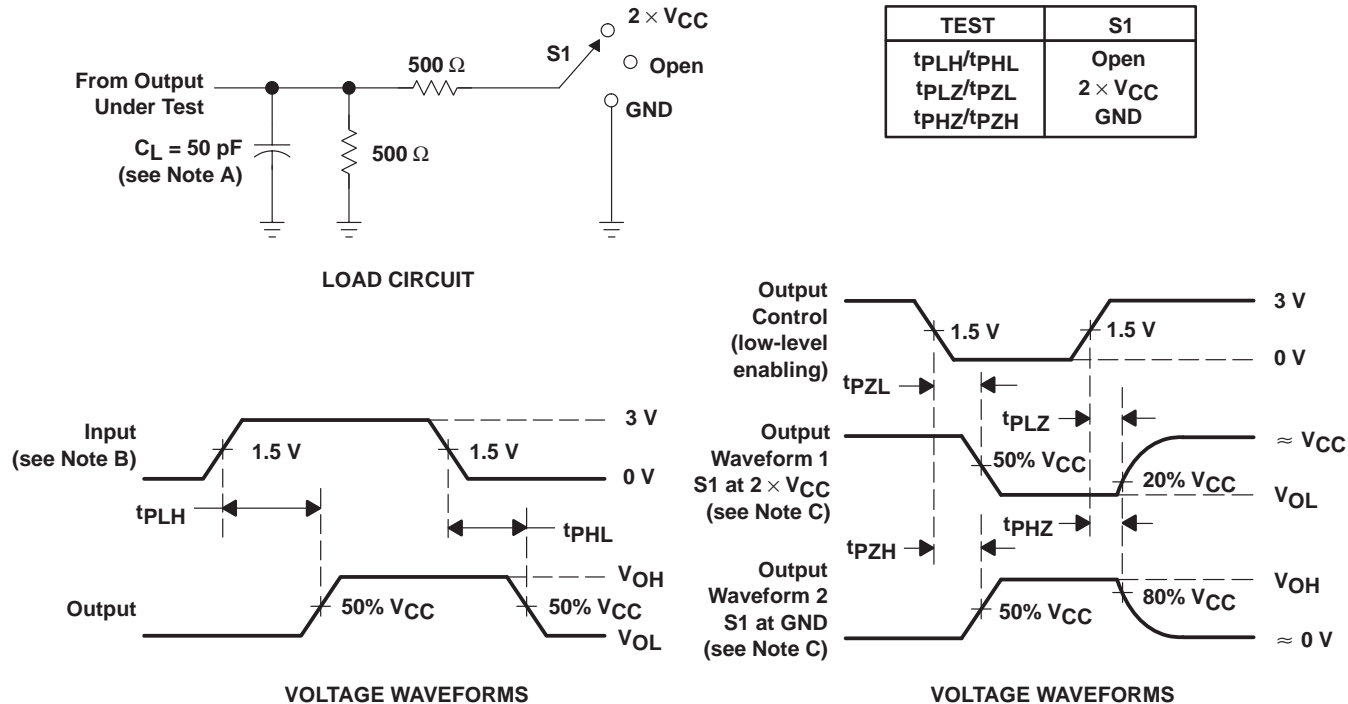 2 × VCC
S1
Open
GND
500 Ω
From Output
Under Test
CL = 50 pF
(see Note A)
500 Ω
LOAD CIRCUIT
TEST S1
tPLH/tPHL Open
tPLZ/tPZL 2 × VCC
tPHZ/tPZH GND
Input
(see Note B)
1.5 V
1.5 V
3 V
0 V
tPLH
tPHL
Output
50% VCC
50% VCC
VOH
VOL
VOLTAGE WAVEFORMS
Output
Control
(low-level
enabling)
1.5 V
1.5 V
3 V
0 V
tPZL
tPLZ
Output
Waveform 1
S1 at 2 × VCC
(see Note C)
50% VCC
20% VCC
≈ VCC
VOL
tPZH
tPHZ
Output
Waveform 2
S1 at GND
(see Note C)
50% VCC
80% VCC
VOH
≈ 0 V
VOLTAGE WAVEFORMS